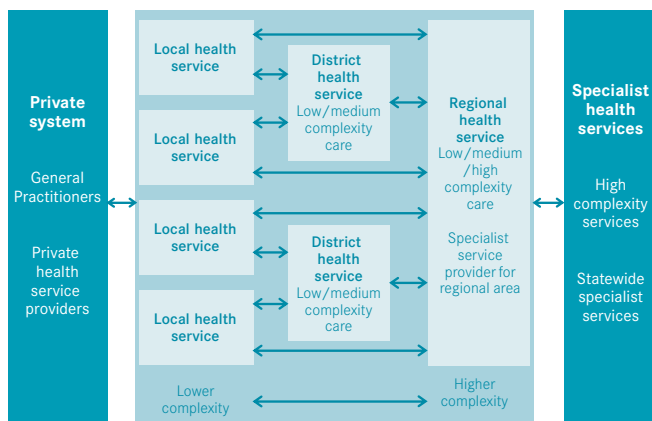 Private
system
General
Practitioners
Private
health
service
providers
Local health
service
Local health
service
Local health
service
Local health
service
District
health
service
Low/medium
complexity
care
District
health
service
Low/medium
complexity
care
Regional
health
service
Low/medium
/high
complexity
care
Specialist
service
provider for
regional area
Lower
complexity
Higher
complexity
Specialist
health
services
High
complexity
services
Statewide
specialist
services